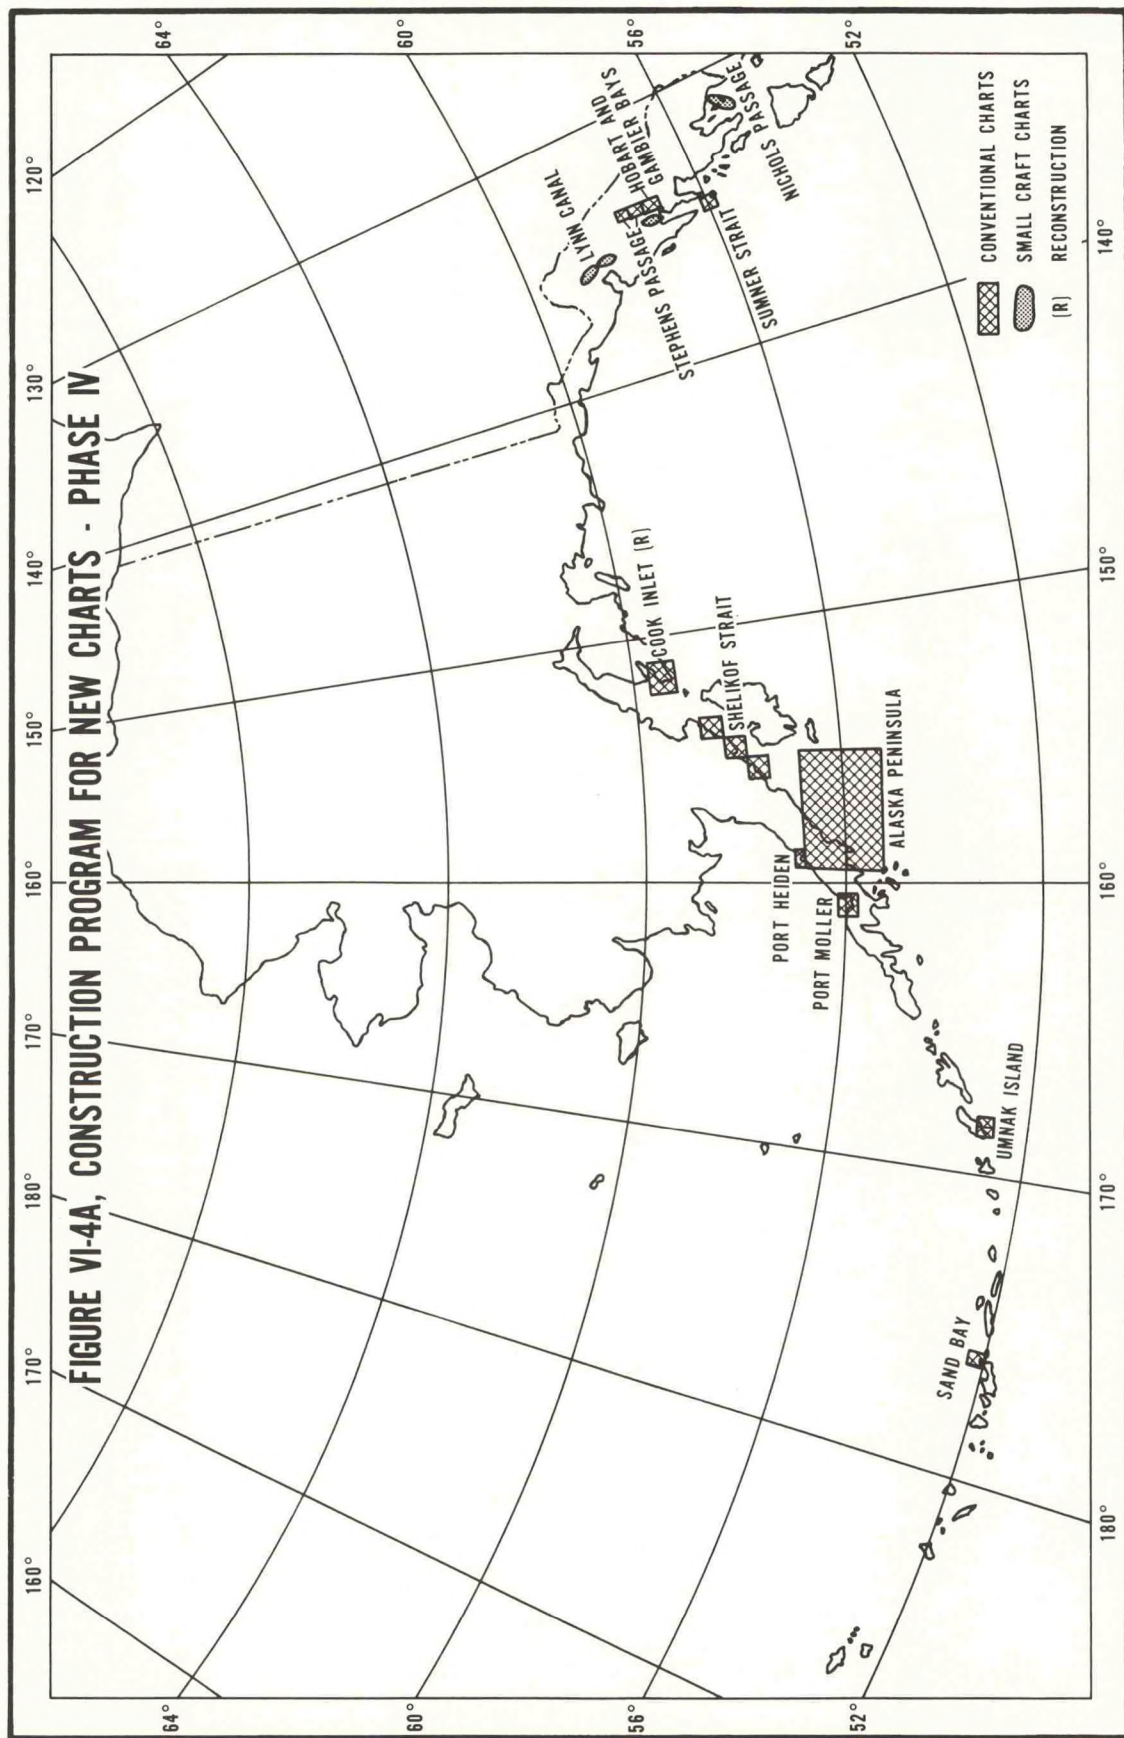 FIGURE VI-4A, CONSTRUCTION PROGRAM FOR NEW CHARTS - PHASE IV
160°
170°
180°
170°
160°
150°
140°
130°
120°
64°
64°
60°
60°
56°
56°
52°
52°
LYNN CANAL
HOBART AND
GAMBIER BAYS
STEPHENS PASSAGE
NICHOLS PASSAGE
SUMNER STRAIT
COOK INLET (R)
SHELIKOF STRAIT
ALASKA PENINSULA
PORT HEIDEN
PORT MOLLER
UMNAK ISLAND
SAND BAY
CONVENTIONAL CHARTS
SMALL CRAFT CHARTS
(R) RECONSTRUCTION
180°
170°
160°
150°
140°